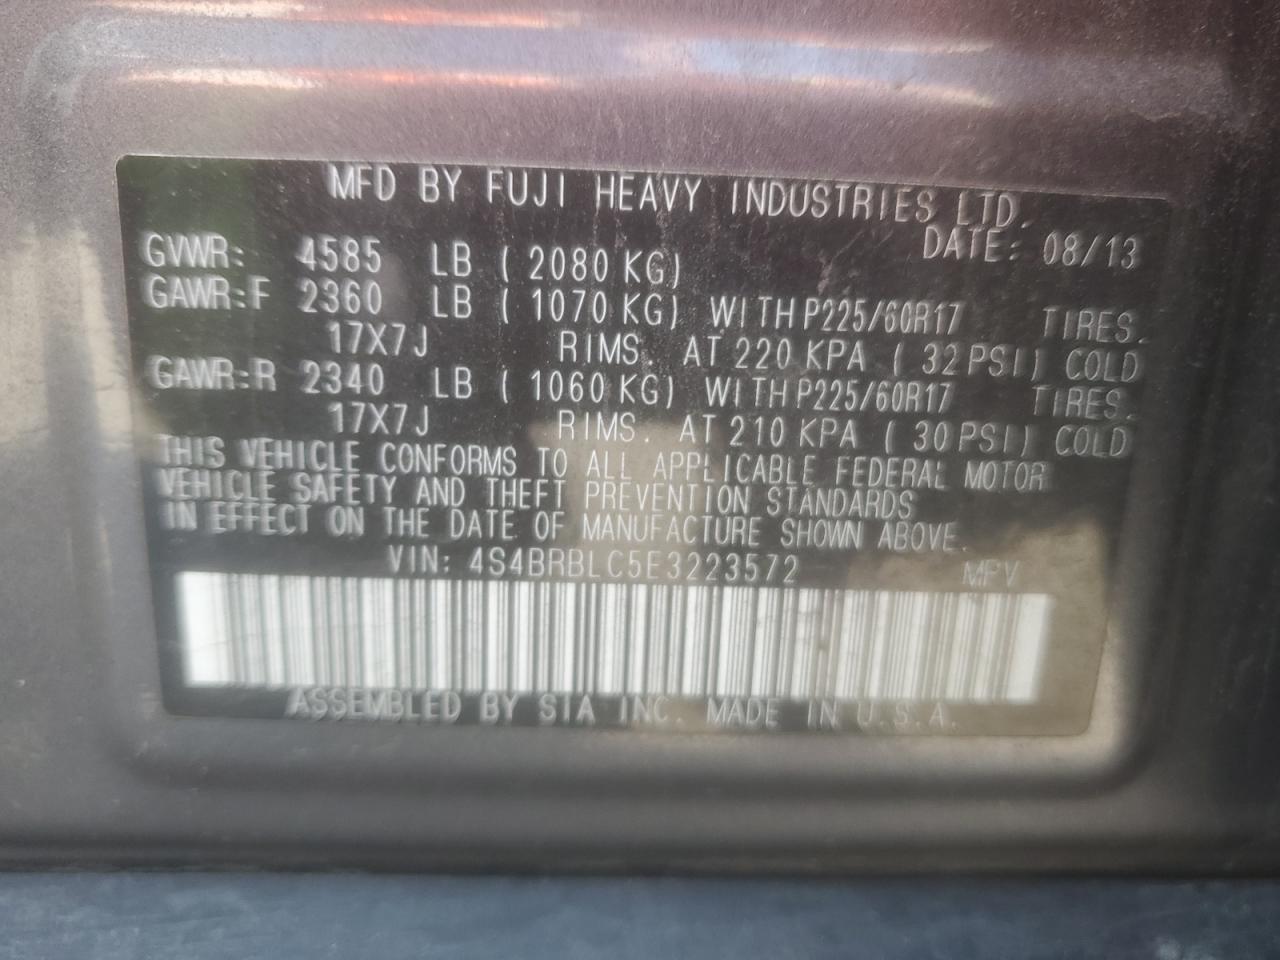 MFD BY FUJI HEAVY INDUSTRIES LTD.
DATE: 08/13
GVWR: 4585 LB ( 2080 KG)
GAWR:F 2360 LB ( 1070 KG) WITH P225/60R17 TIRES.
17X7J RIMS. AT 220 KPA ( 32 PSI) COLD
GAWR:R 2340 LB ( 1060 KG) WITH P225/60R17 TIRES.
17X7J RIMS. AT 210 KPA ( 30 PSI) COLD
THIS VEHICLE CONFORMS TO ALL APPLICABLE FEDERAL MOTOR
VEHICLE SAFETY AND THEFT PREVENTION STANDARDS
IN EFFECT ON THE DATE OF MANUFACTURE SHOWN ABOVE.
VIN: 4S4BRBLC5E3223572 MPV
ASSEMBLED BY SIA INC. MADE IN U.S.A.